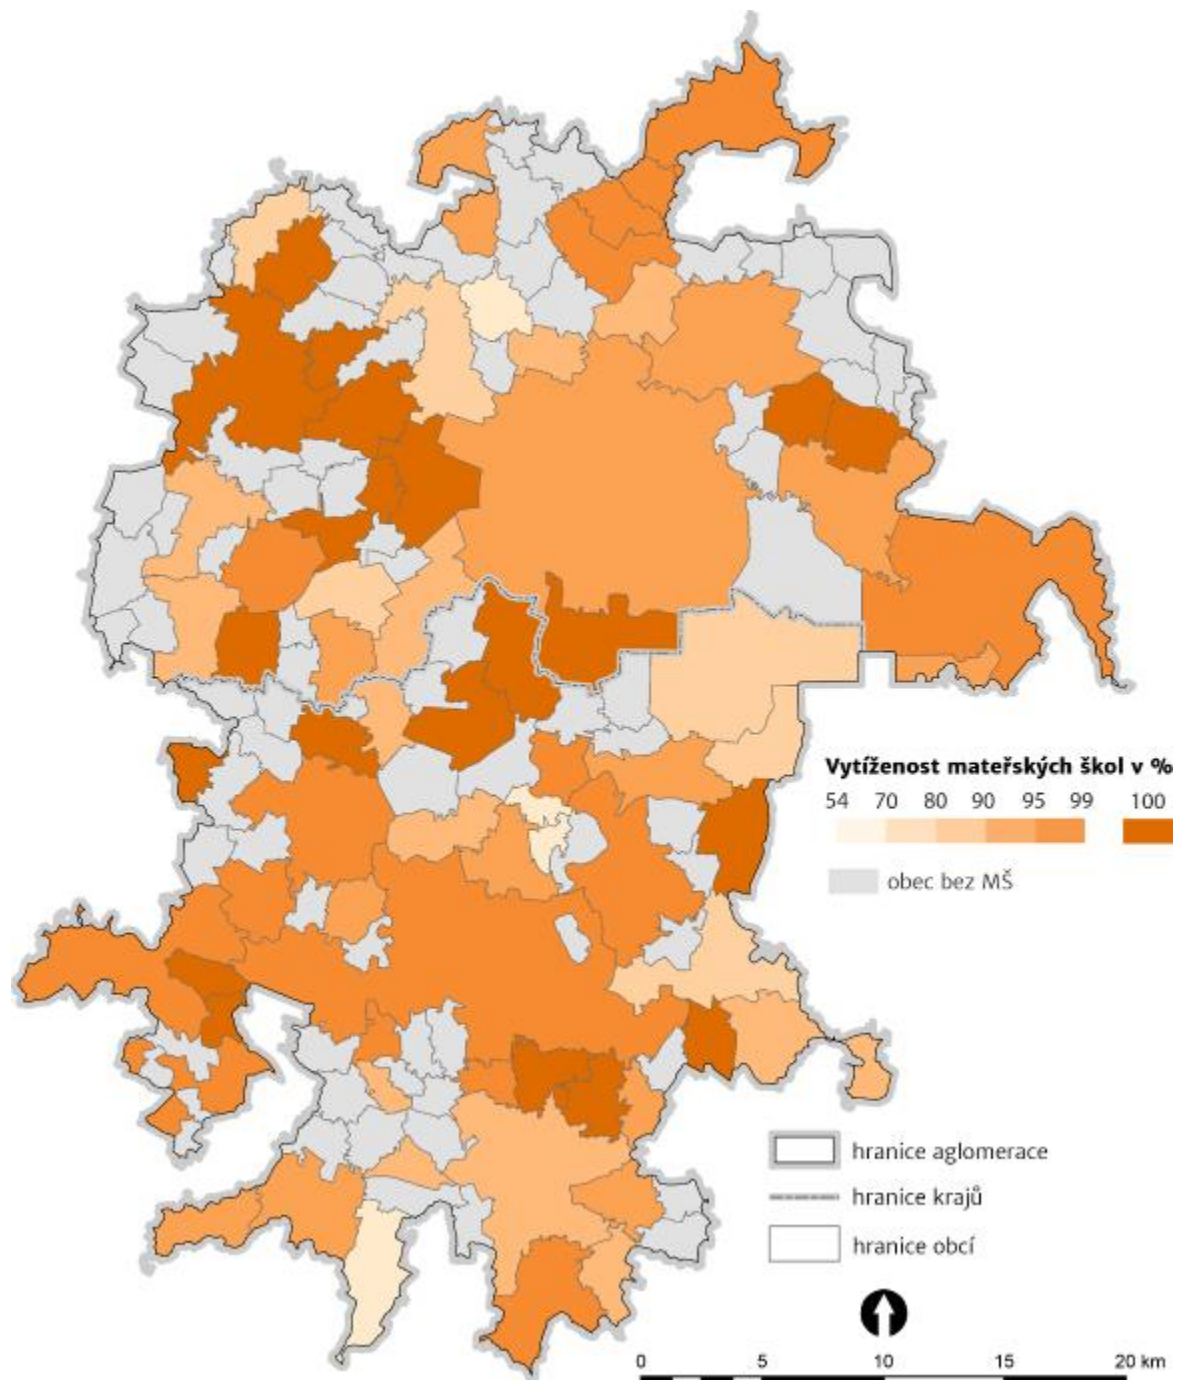 Vytíženost mateřských škol v %
54 70 80 90 95 99 100
obec bez MŠ
hranice aglomerace
hranice krajů
hranice obcí
0 5 10 15 20 km